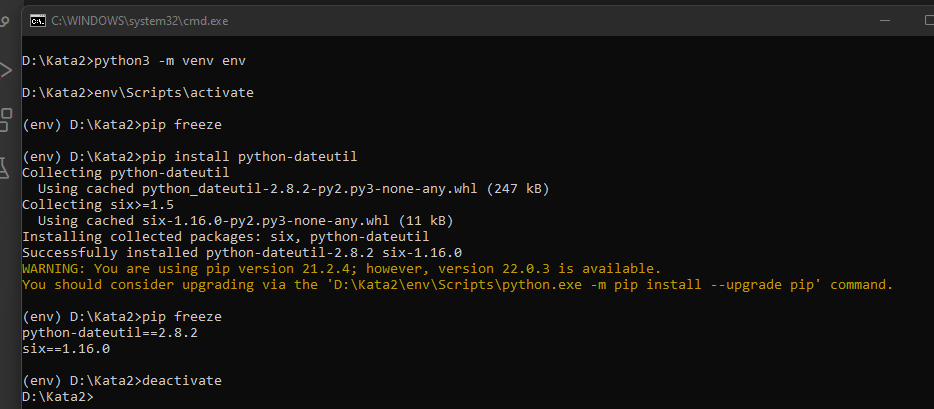 C:\WINDOWS\system32\cmd.exe
D:\Kata2>python3 -m venv env
D:\Kata2>env\Scripts\activate
(env) D:\Kata2>pip freeze
(env) D:\Kata2>pip install python-dateutil
Collecting python-dateutil
  Using cached python_dateutil-2.8.2-py2.py3-none-any.whl (247 kB)
Collecting six>=1.5
  Using cached six-1.16.0-py2.py3-none-any.whl (11 kB)
Installing collected packages: six, python-dateutil
Successfully installed python-dateutil-2.8.2 six-1.16.0
WARNING: You are using pip version 21.2.4; however, version 22.0.3 is available.
You should consider upgrading via the 'D:\Kata2\env\Scripts\python.exe -m pip install --upgrade pip' command.
(env) D:\Kata2>pip freeze
python-dateutil==2.8.2
six==1.16.0
(env) D:\Kata2>deactivate
D:\Kata2>